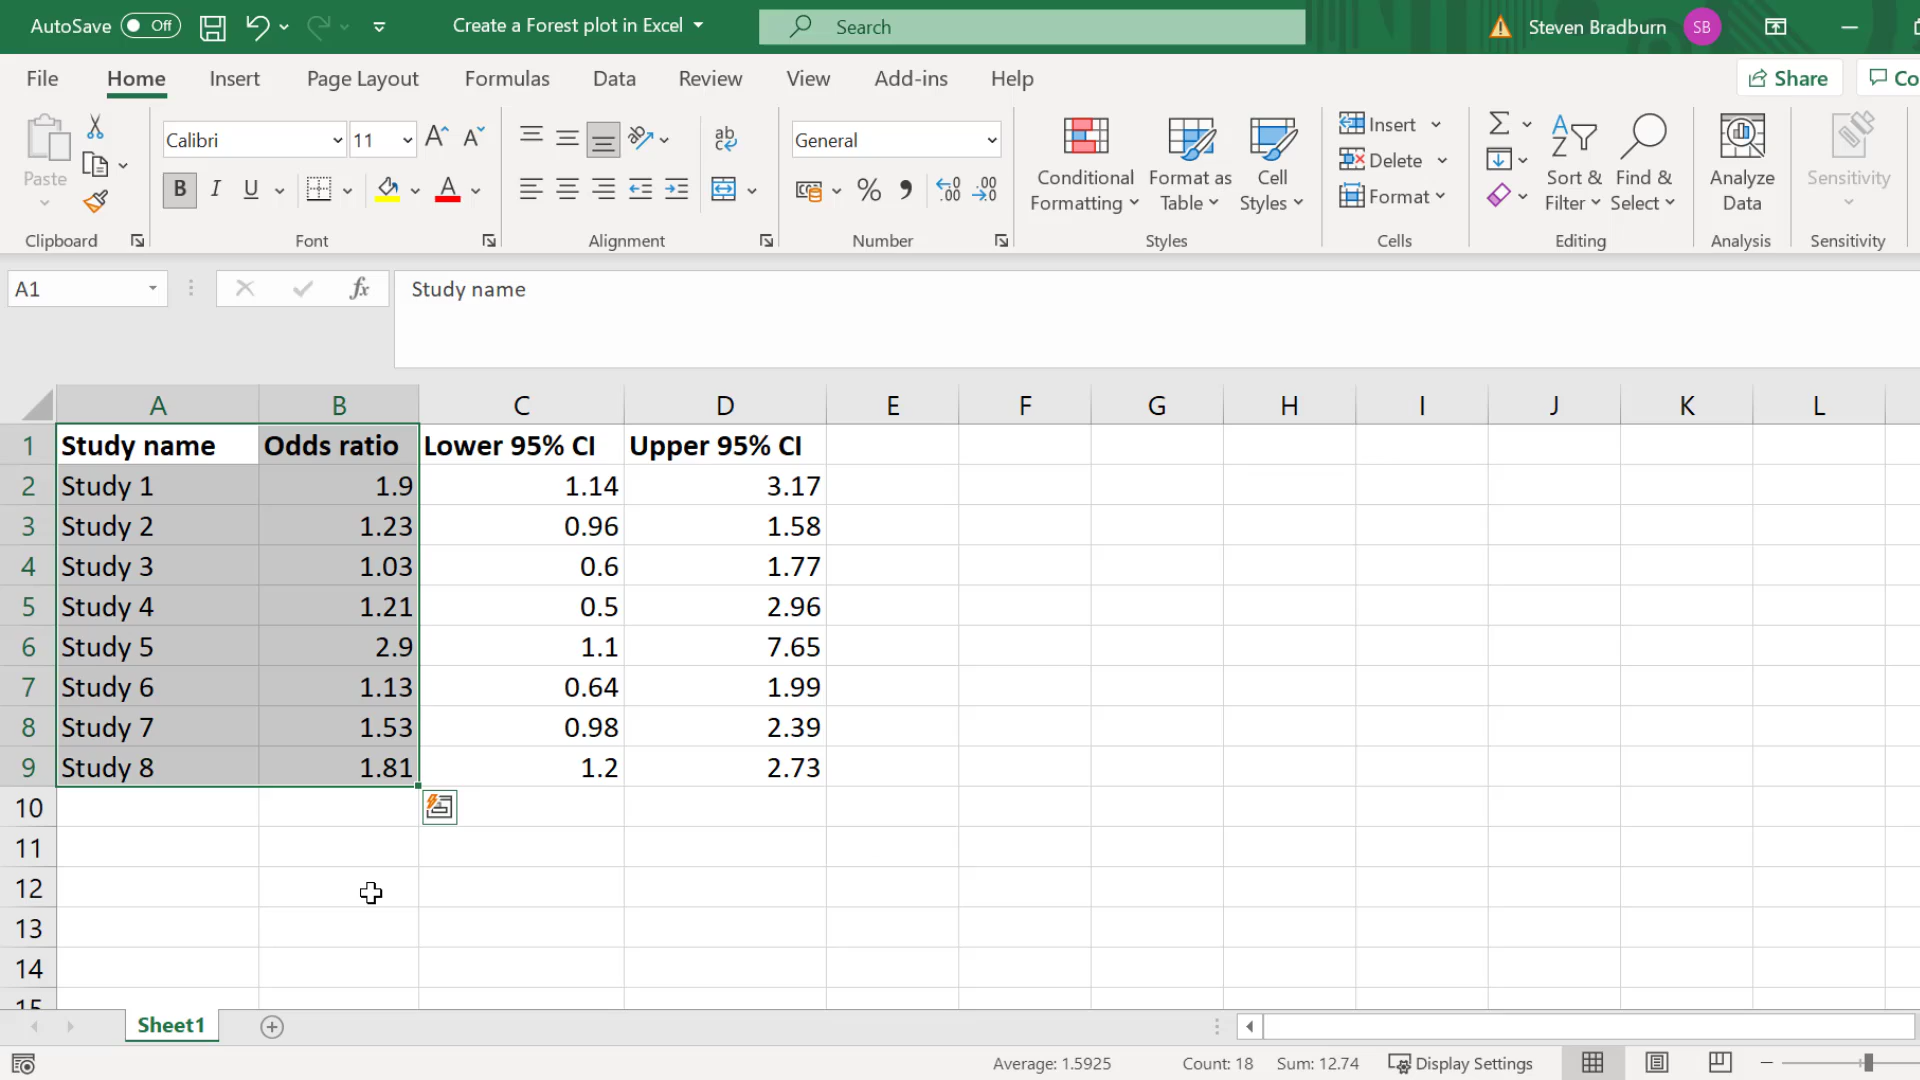 AutoSave Off Create a Forest plot in Excel Search Steven Bradburn SB
File Home Insert Page Layout Formulas Data Review View Add-ins Help Share Co
Paste
Clipboard
Calibri 11
B I U
Font
ab
Alignment
General
%
Number
Conditional Formatting
Format as Table
Cell Styles
Styles
Insert
Delete
Format
Cells
Sort & Filter
Find & Select
Editing
Analyze Data
Analysis
Sensitivity
Sensitivity
A1 fx Study name
A B C D E F G H I J K L
1 Study name Odds ratio Lower 95% CI Upper 95% CI
2 Study 1 1.9 1.14 3.17
3 Study 2 1.23 0.96 1.58
4 Study 3 1.03 0.6 1.77
5 Study 4 1.21 0.5 2.96
6 Study 5 2.9 1.1 7.65
7 Study 6 1.13 0.64 1.99
8 Study 7 1.53 0.98 2.39
9 Study 8 1.81 1.2 2.73
10
11
12
13
14
15
Sheet1
Average: 1.5925 Count: 18 Sum: 12.74 Display Settings